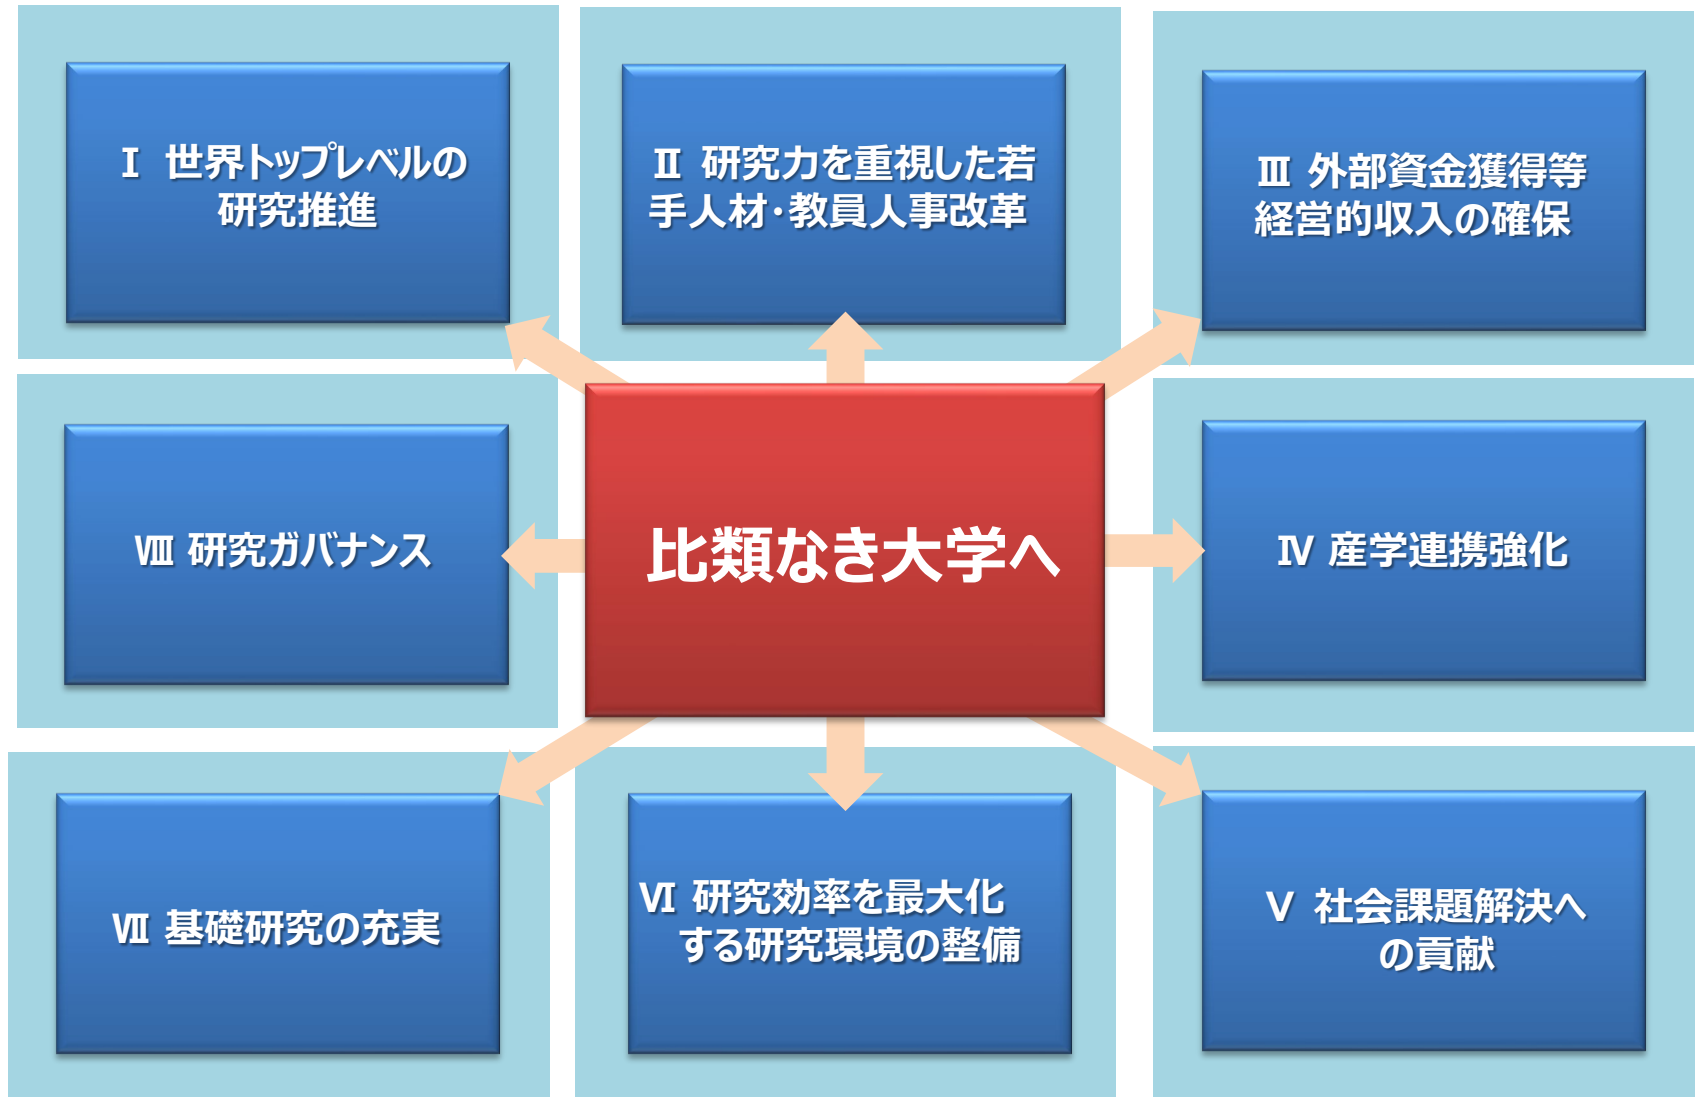 Ⅰ 世界トップレベルの
研究推進
Ⅱ 研究力を重視した若
手人材・教員人事改革
Ⅲ 外部資金獲得等
経営的収入の確保
Ⅷ 研究ガバナンス
比類なき大学へ
Ⅳ 産学連携強化
Ⅶ 基礎研究の充実
Ⅵ 研究効率を最大化
する研究環境の整備
Ⅴ 社会課題解決へ
の貢献